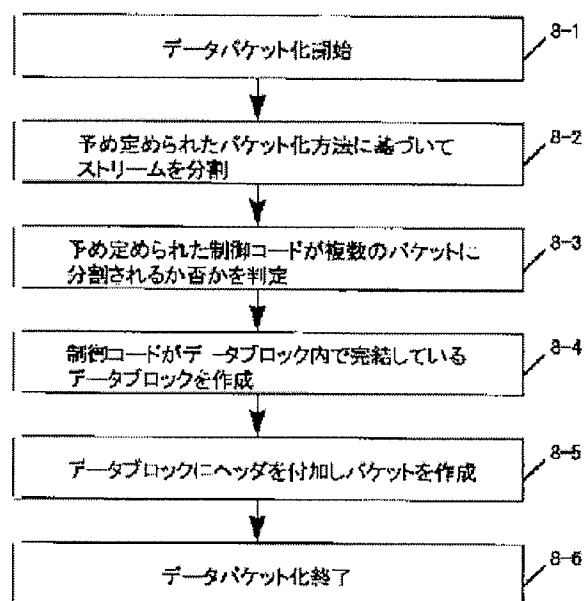 データパケット化開始
8-1
予め定められたパケット化方法に基づいて
ストリームを分割
8-2
予め定められた制御コードが複数のパケットに
分割されるか否かを判定
8-3
制御コードがデータブロック内で完結している
データブロックを作成
8-4
データブロックにヘッダを付加しパケットを作成
8-5
データパケット化終了
8-6